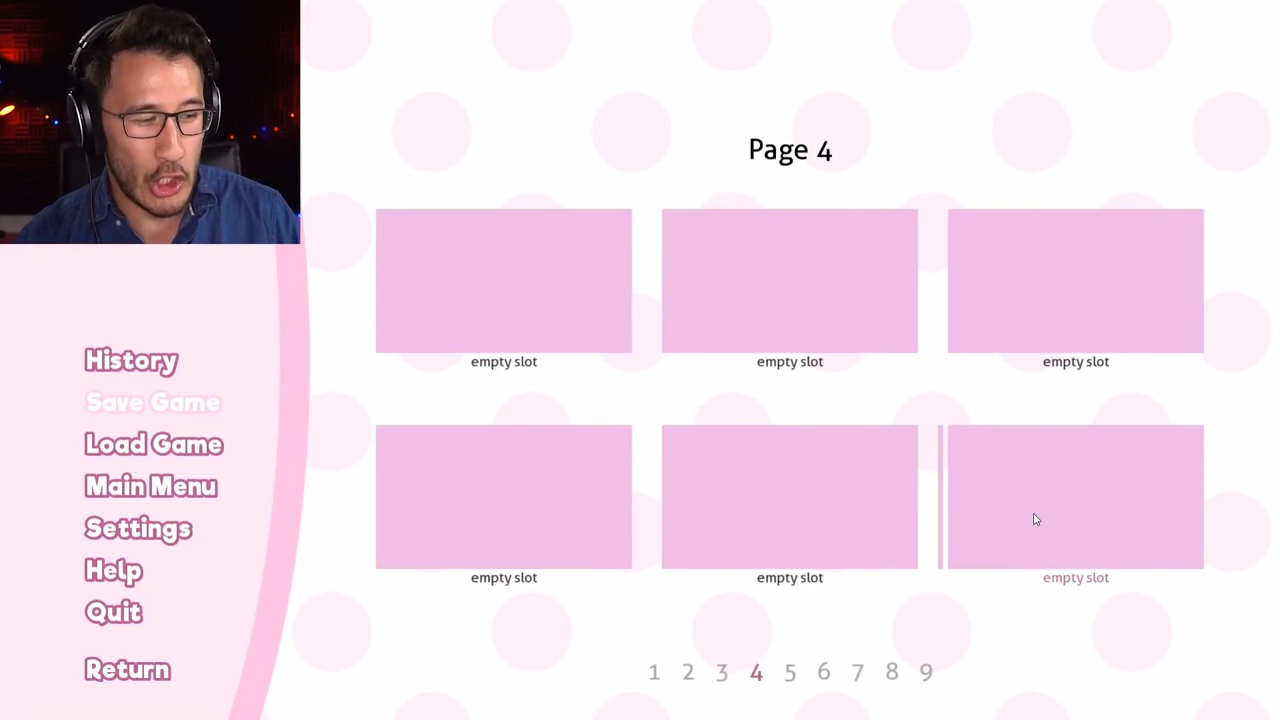 Page 4
empty slot
empty slot
empty slot
empty slot
empty slot
empty slot
History
Save Game
Load Game
Main Menu
Settings
Help
Quit
Return
1 2 3 4 5 6 7 8 9